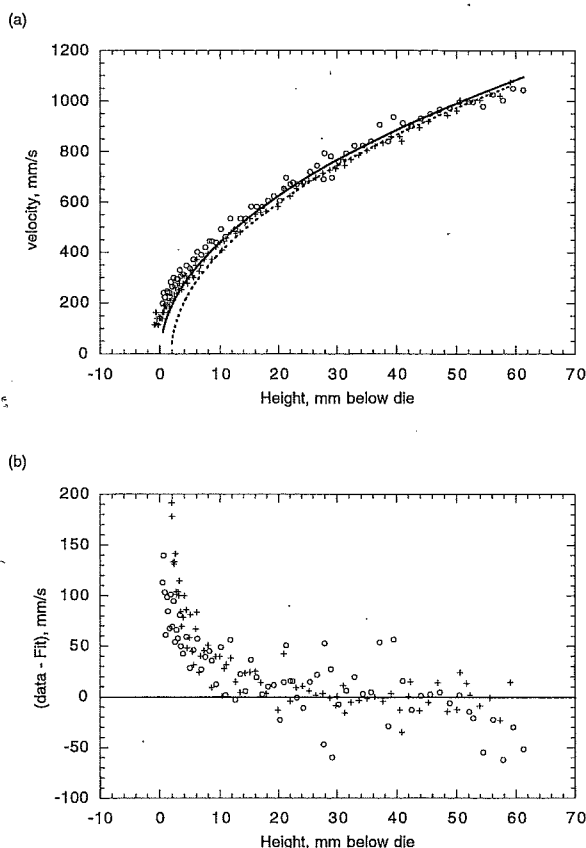 (a)
1200
1000
800
600
400
200
0
velocity, mm/s
-10 0 10 20 30 40 50 60 70
Height, mm below die
(b)
200
150
100
50
0
-50
-100
(data - Fit), mm/s
-10 0 10 20 30 40 50 60 70
Height, mm below die